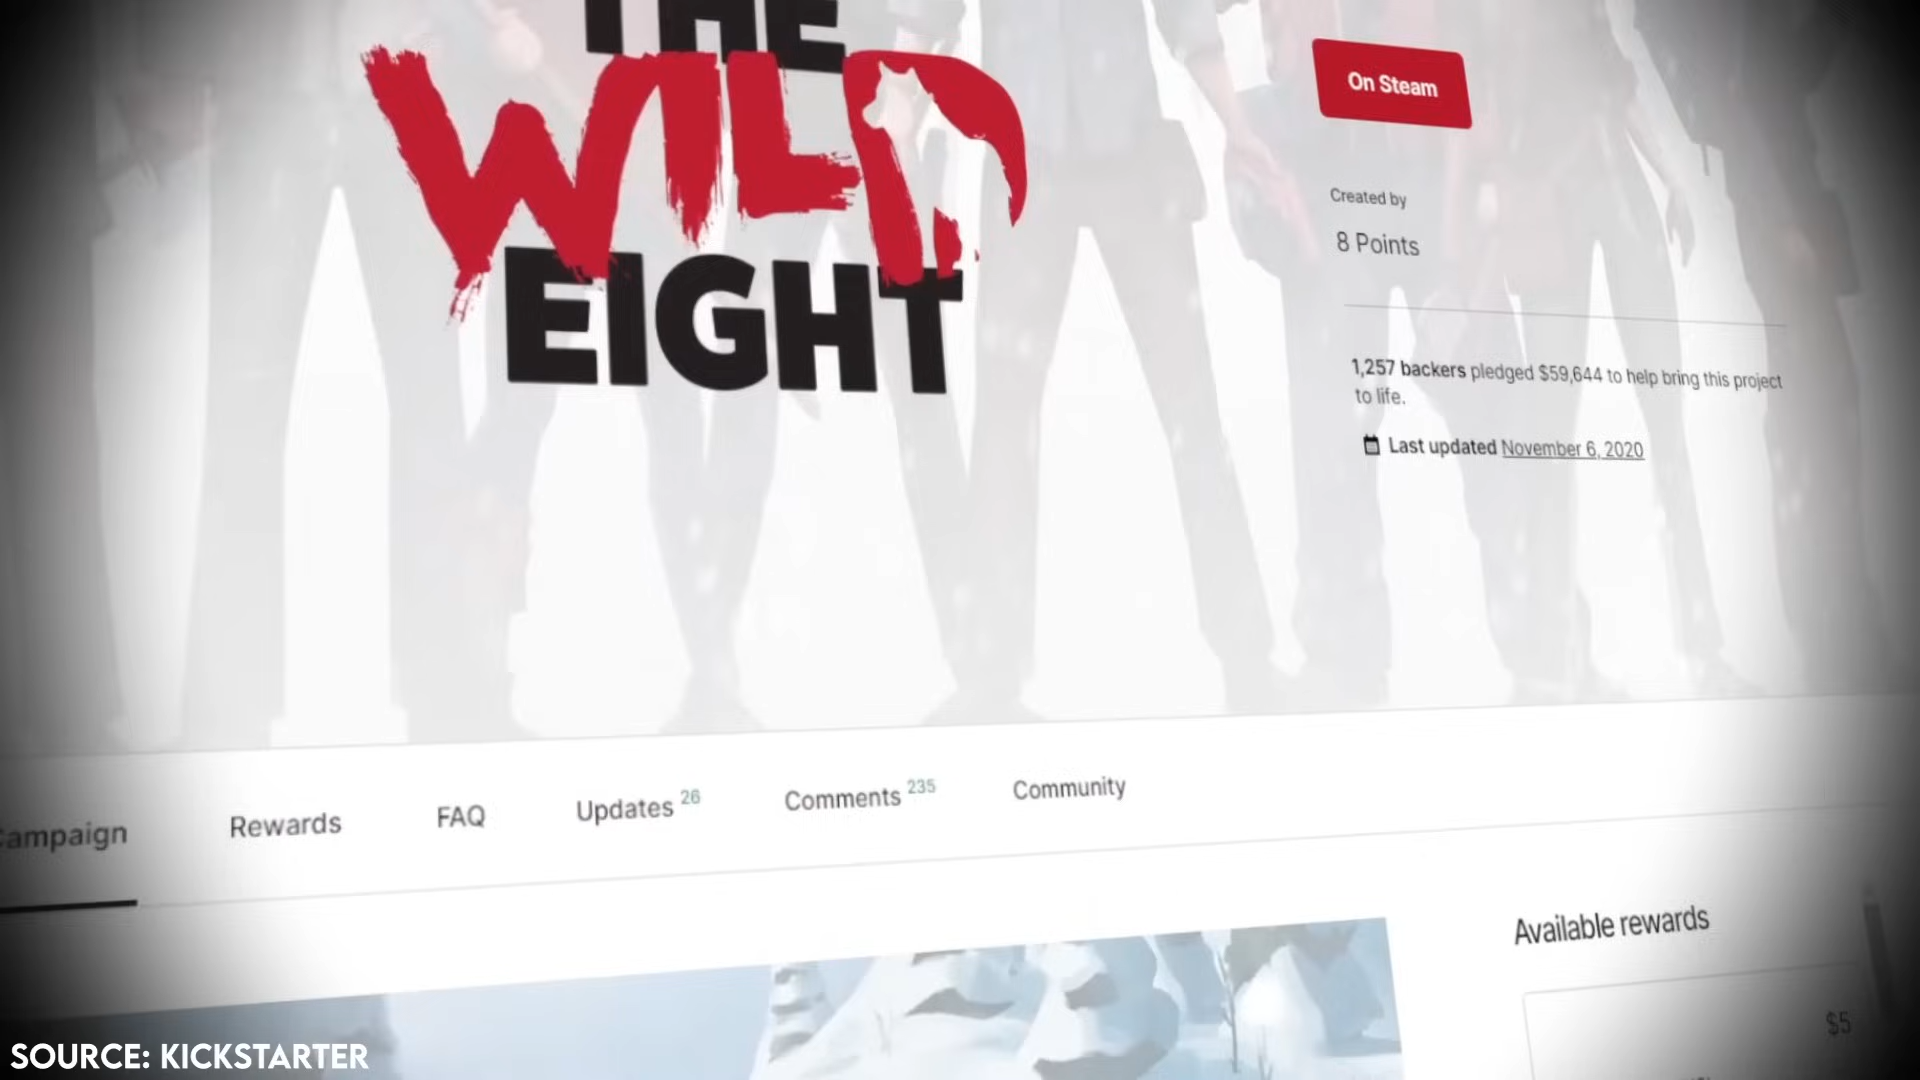 THE
WILD
EIGHT
On Steam
Created by
8 Points
1,257 backers pledged $59,644 to help bring this project
to life.
Last updated November 6, 2020
Campaign
Rewards
FAQ
Updates 26
Comments 235
Community
Available rewards
$5
SOURCE: KICKSTARTER